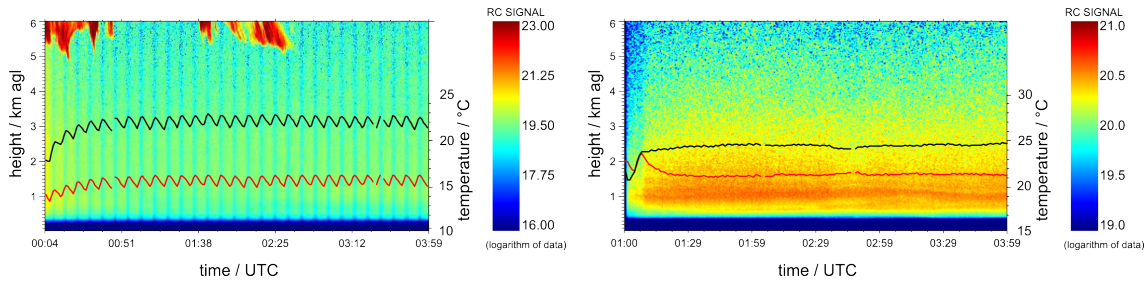 RC SIGNAL
6
5
4
3
2
1
height / km agl
25
20
15
10
temperature / °C
23.00
21.25
19.50
17.75
16.00
(logarithm of data)
00:04 00:51 01:38 02:25 03:12 03:59
time / UTC
RC SIGNAL
6
5
4
3
2
1
height / km agl
30
25
20
19
15
temperature / °C
21.0
20.5
20.0
19.5
19.0
(logarithm of data)
01:00 01:29 01:59 02:29 02:59 03:29 03:59
time / UTC